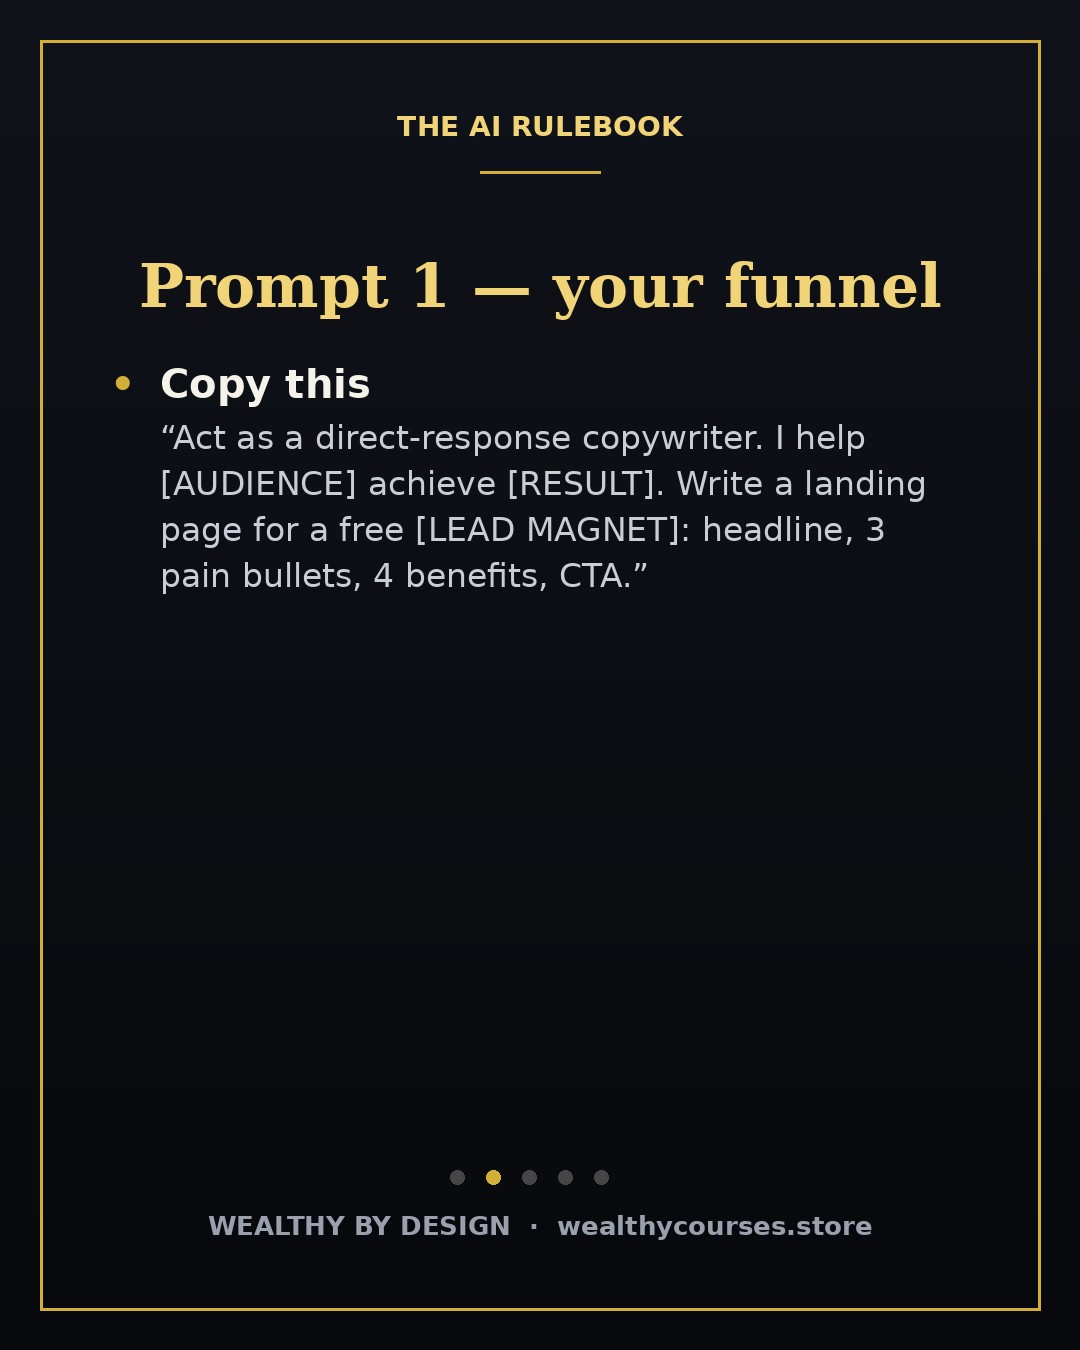 THE AI RULEBOOK
Prompt 1 — your funnel
Copy this
“Act as a direct-response copywriter. I help
[AUDIENCE] achieve [RESULT]. Write a landing
page for a free [LEAD MAGNET]: headline, 3
pain bullets, 4 benefits, CTA.”
WEALTHY BY DESIGN · wealthycourses.store